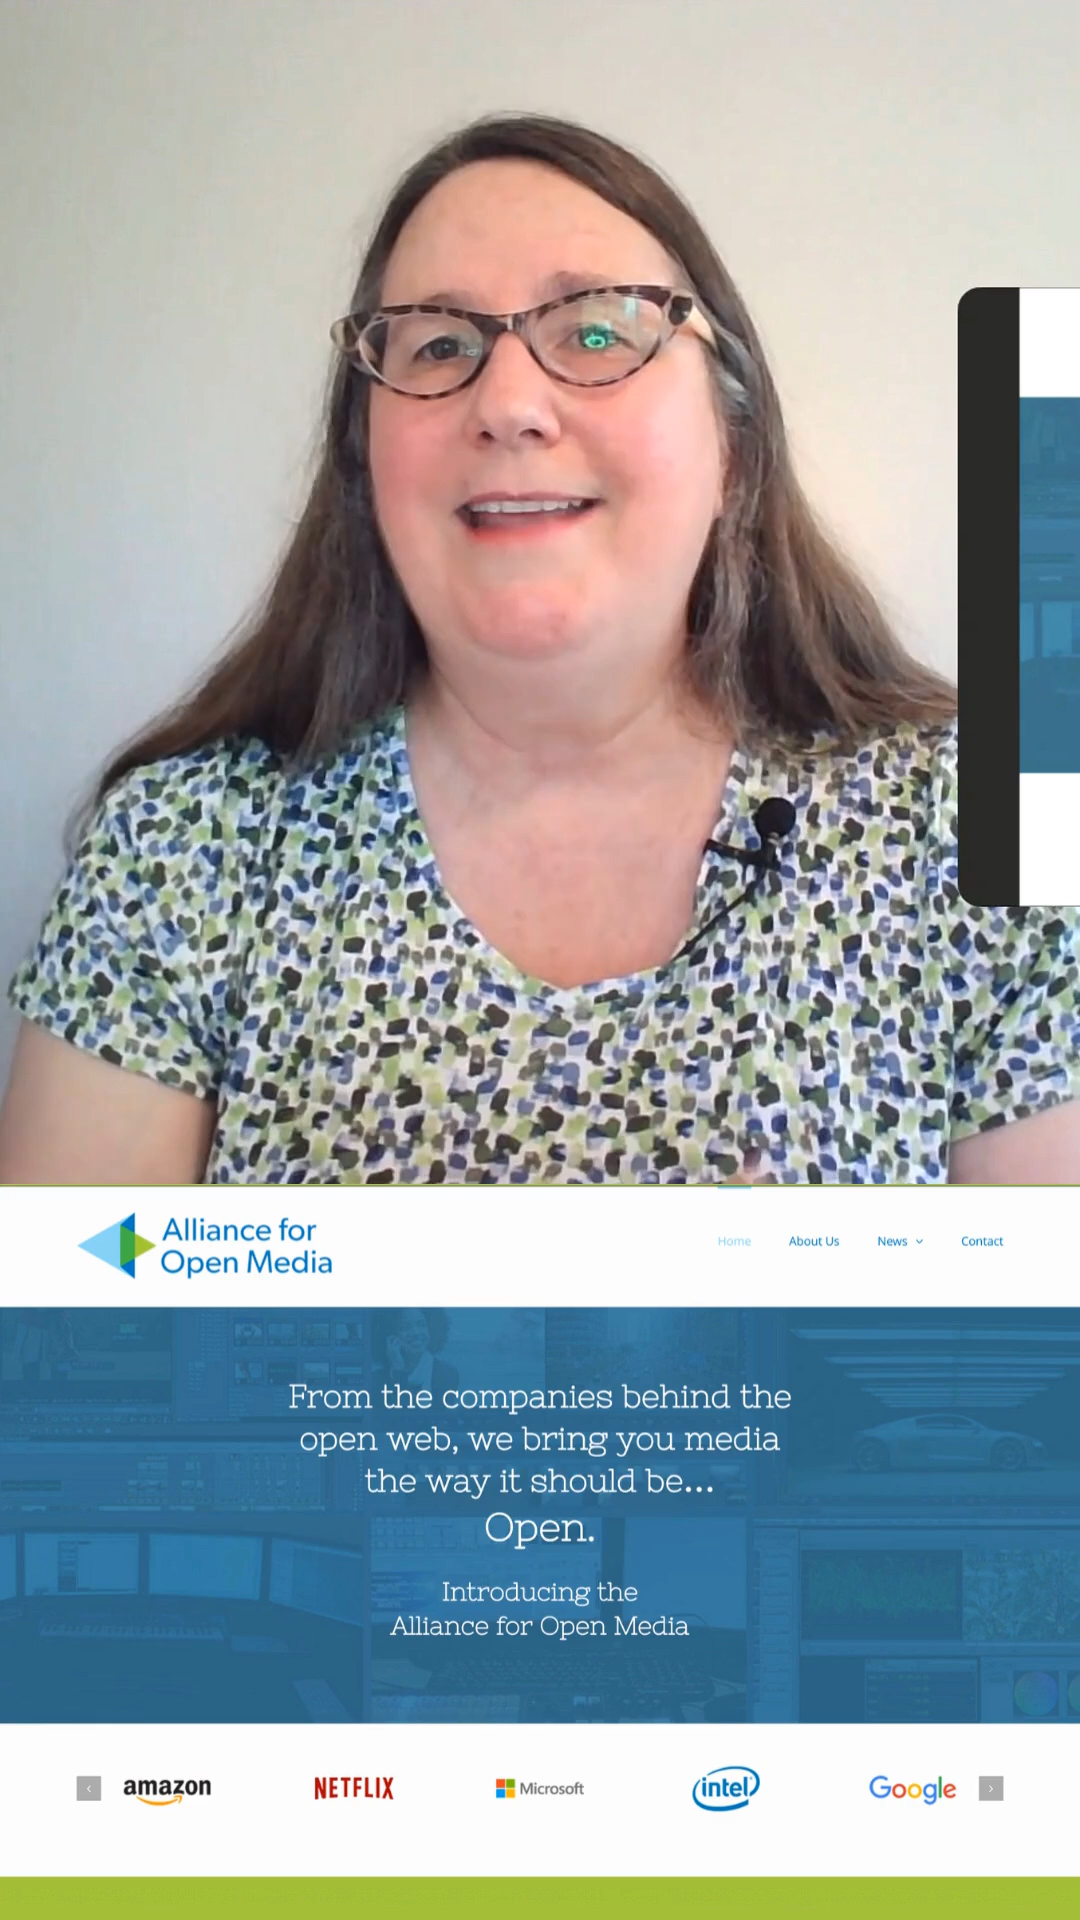 Alliance for
Open Media
Home About Us News Contact
From the companies behind the
open web, we bring you media
the way it should be...
Open.
Introducing the
Alliance for Open Media
amazon NETFLIX Microsoft intel Google